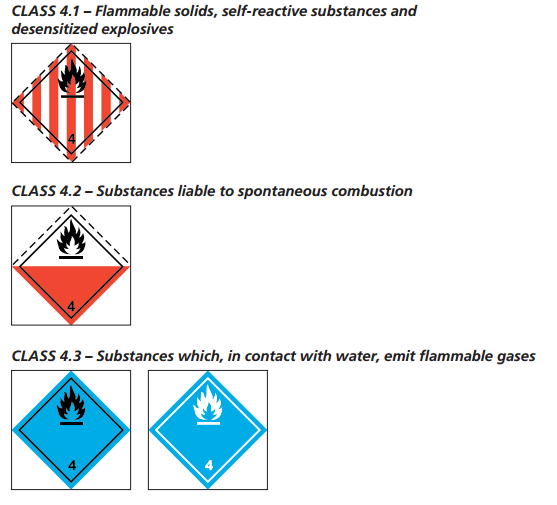 CLASS 4.1 – Flammable solids, self-reactive substances and
desensitized explosives
4
CLASS 4.2 – Substances liable to spontaneous combustion
4
CLASS 4.3 – Substances which, in contact with water, emit flammable gases
4 4